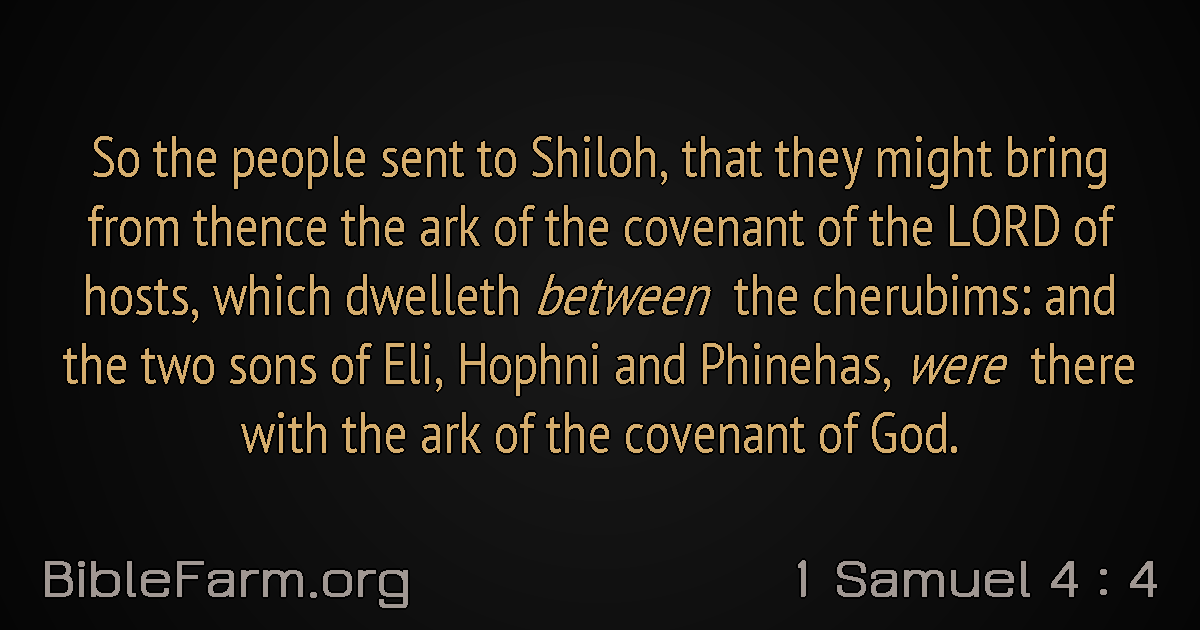 So the people sent to Shiloh, that they might bring
from thence the ark of the covenant of the LORD of
hosts, which dwelleth between the cherubims: and
the two sons of Eli, Hophni and Phinehas, were there
with the ark of the covenant of God.
BibleFarm.org
1 Samuel 4 : 4